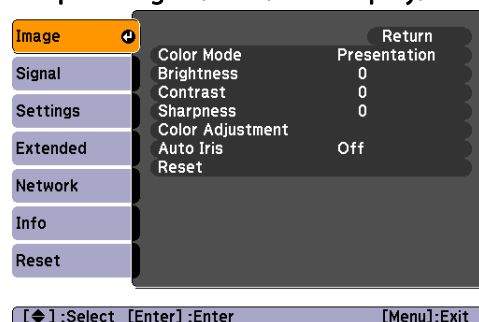 Image
Signal
Settings
Extended
Network
Info
Reset
Return
Color Mode Presentation
Brightness 0
Contrast 0
Sharpness 0
Color Adjustment
Auto Iris Off
Reset
[◆] :Select [Enter] :Enter [Menu]:Exit